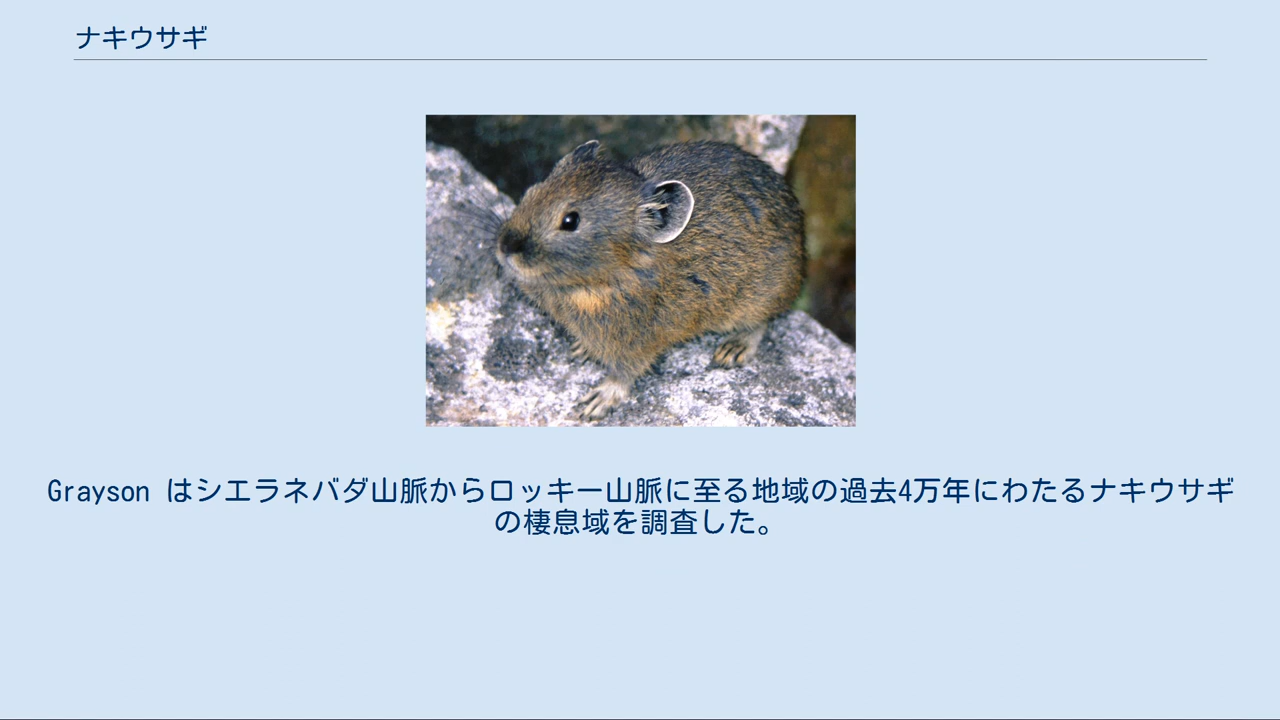 ナキウサギ
Grayson はシエラネバダ山脈からロッキー山脈に至る地域の過去4万年にわたるナキウサギ
の棲息域を調査した。